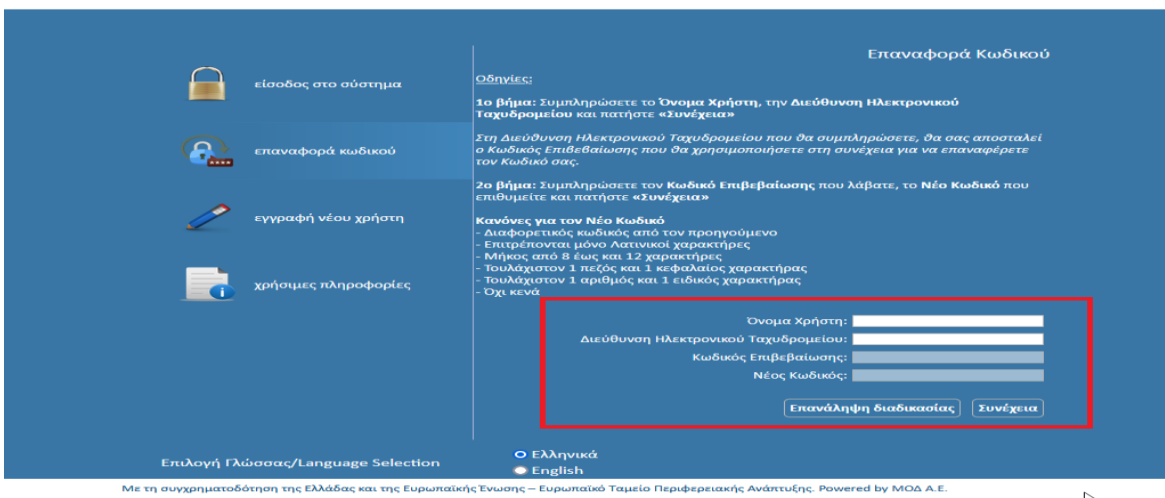 Επαναφορά Κωδικού
είσοδος στο σύστημα
επαναφορά κωδικού
εγγραφή νέου χρήστη
χρήσιμες πληροφορίες
Οδηγίες:
1ο βήμα: Συμπληρώσετε το Όνομα Χρήστη, την Διεύθυνση Ηλεκτρονικού
Ταχυδρομείου και πατήστε «Συνέχεια»
Στη Διεύθυνση Ηλεκτρονικού Ταχυδρομείου που θα συμπληρώσετε, θα σας αποσταλεί
ο Κωδικός Επιβεβαίωσης που θα χρησιμοποιήσετε στη συνέχεια για να επαναφέρετε
τον Κωδικό σας.
2ο βήμα: Συμπληρώσετε τον Κωδικό Επιβεβαίωσης που λάβατε, το Νέο Κωδικό που
επιθυμείτε και πατήστε «Συνέχεια»
Κανόνες για τον Νέο Κωδικό
- Διαφορετικός κωδικός από τον προηγούμενο
- Επιτρέπονται μόνο Λατινικοί χαρακτήρες
- Μήκος από 8 έως και 12 χαρακτήρες
- Τουλάχιστον 1 πεζός και 1 κεφαλαίος χαρακτήρας
- Τουλάχιστον 1 αριθμός και 1 ειδικός χαρακτήρας
- Όχι κενά
Όνομα Χρήστη:
Διεύθυνση Ηλεκτρονικού Ταχυδρομείου:
Κωδικός Επιβεβαίωσης:
Νέος Κωδικός:
Επανάληψη διαδικασίας Συνέχεια
Επιλογή Γλώσσας/Language Selection
Ελληνικά
English
Με τη συγχρηματοδότηση της Ελλάδας και της Ευρωπαϊκής Ένωσης – Ευρωπαϊκό Ταμείο Περιφερειακής Ανάπτυξης. Powered by ΜΟΔ Α.Ε.